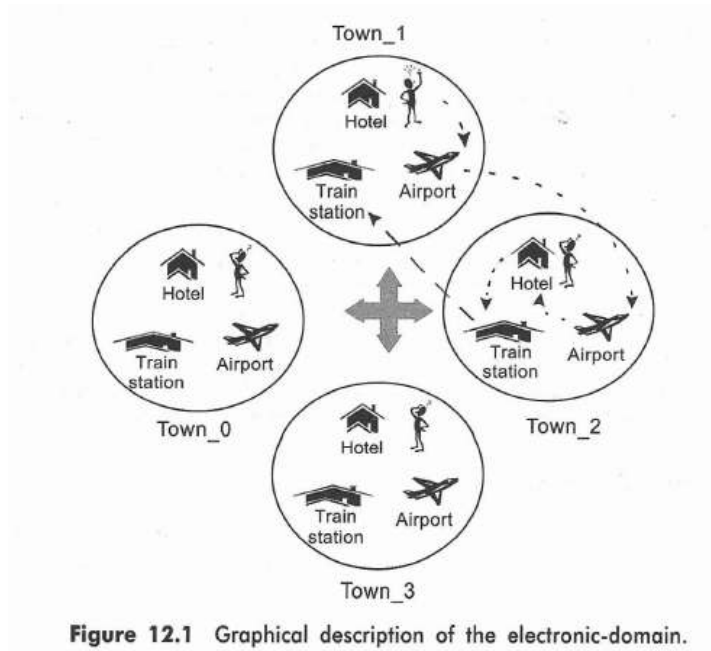 Town_1
Hotel
Train
station
Airport
Hotel
Train
station
Airport
Town_0
Hotel
Train
station
Airport
Town_2
Hotel
Train
station
Airport
Town_3
Figure 12.1 Graphical description of the electronic-domain.